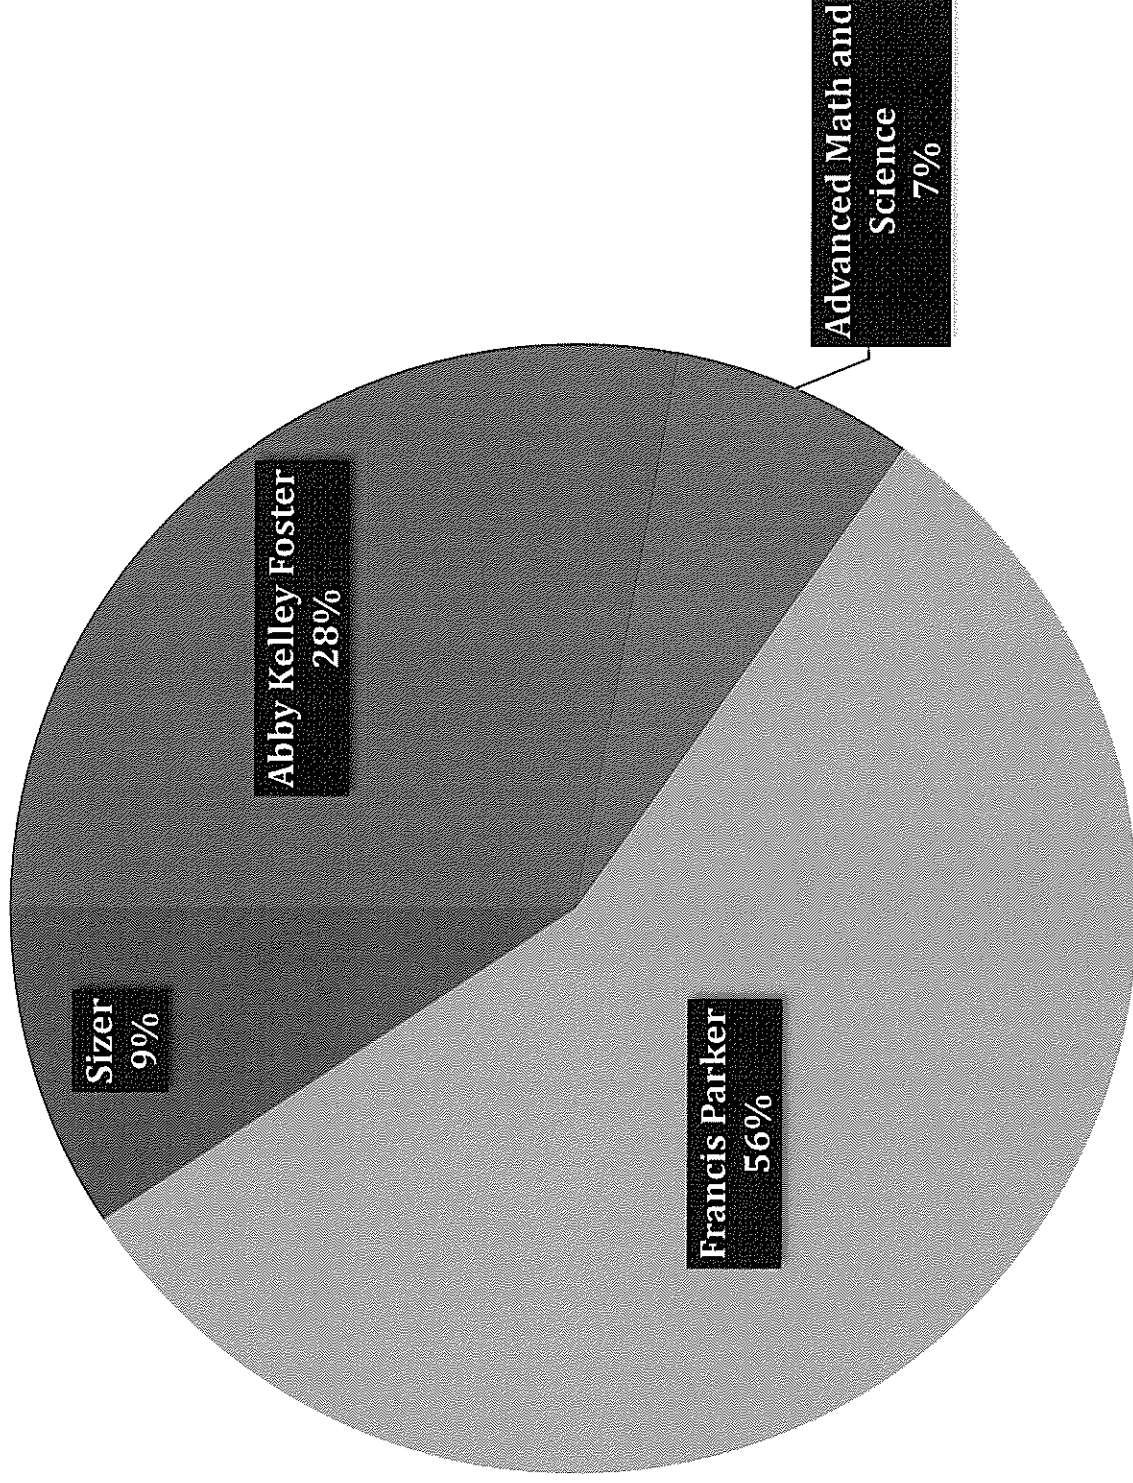 Sizer
9%
Abby Kelley Foster
28%
Francis Parker
56%
Advanced Math and
Science
7%